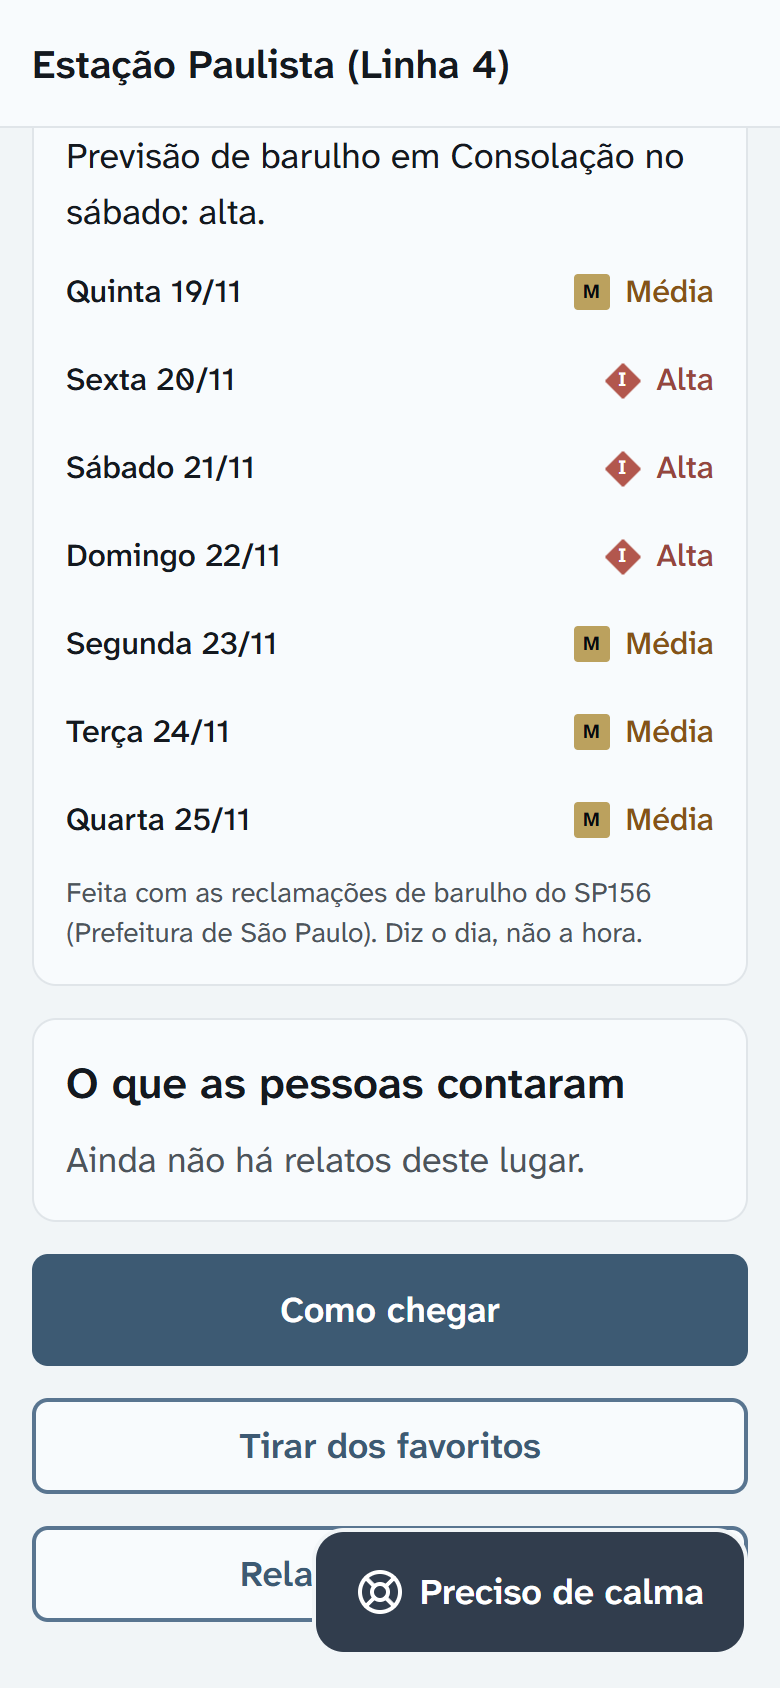 Estação Paulista (Linha 4)
Previsão de barulho em Consolação no
sábado: alta.
Quinta 19/11 M Média
Sexta 20/11 I Alta
Sábado 21/11 I Alta
Domingo 22/11 I Alta
Segunda 23/11 M Média
Terça 24/11 M Média
Quarta 25/11 M Média
Feita com as reclamações de barulho do SP156
(Prefeitura de São Paulo). Diz o dia, não a hora.
O que as pessoas contaram
Ainda não há relatos deste lugar.
Como chegar
Tirar dos favoritos
Preciso de calma